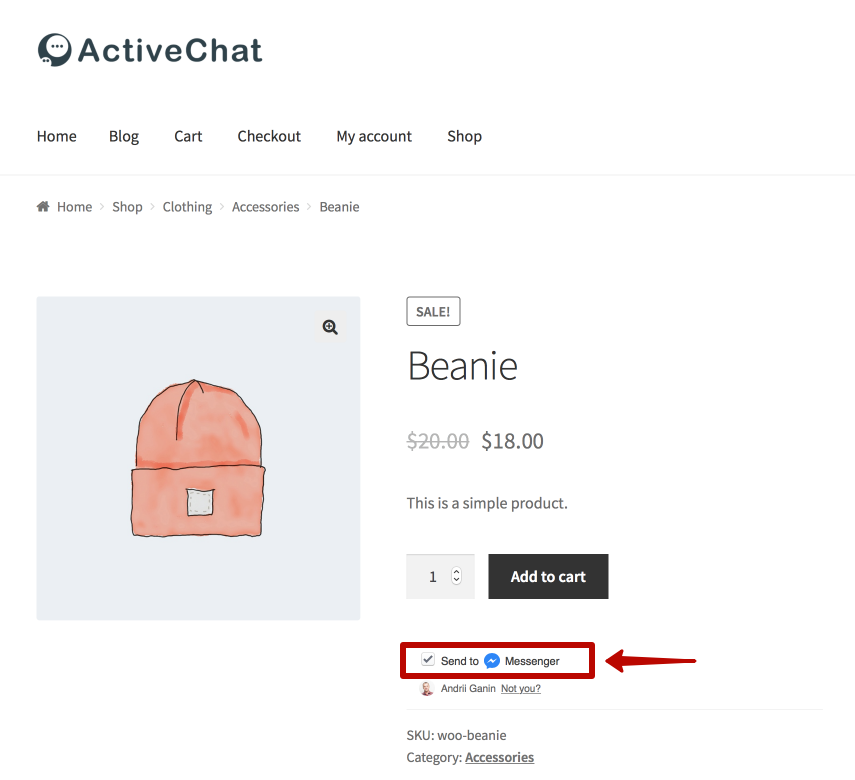 ActiveChat
Home Blog Cart Checkout My account Shop
Home Shop Clothing Accessories Beanie
SALE!
Beanie
$20.00 $18.00
This is a simple product.
1 Add to cart
Send to Messenger
Andrii Ganin Not you?
SKU: woo-beanie
Category: Accessories